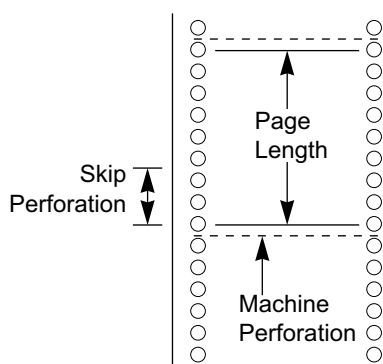 Page
Length
Skip
Perforation
Machine
Perforation